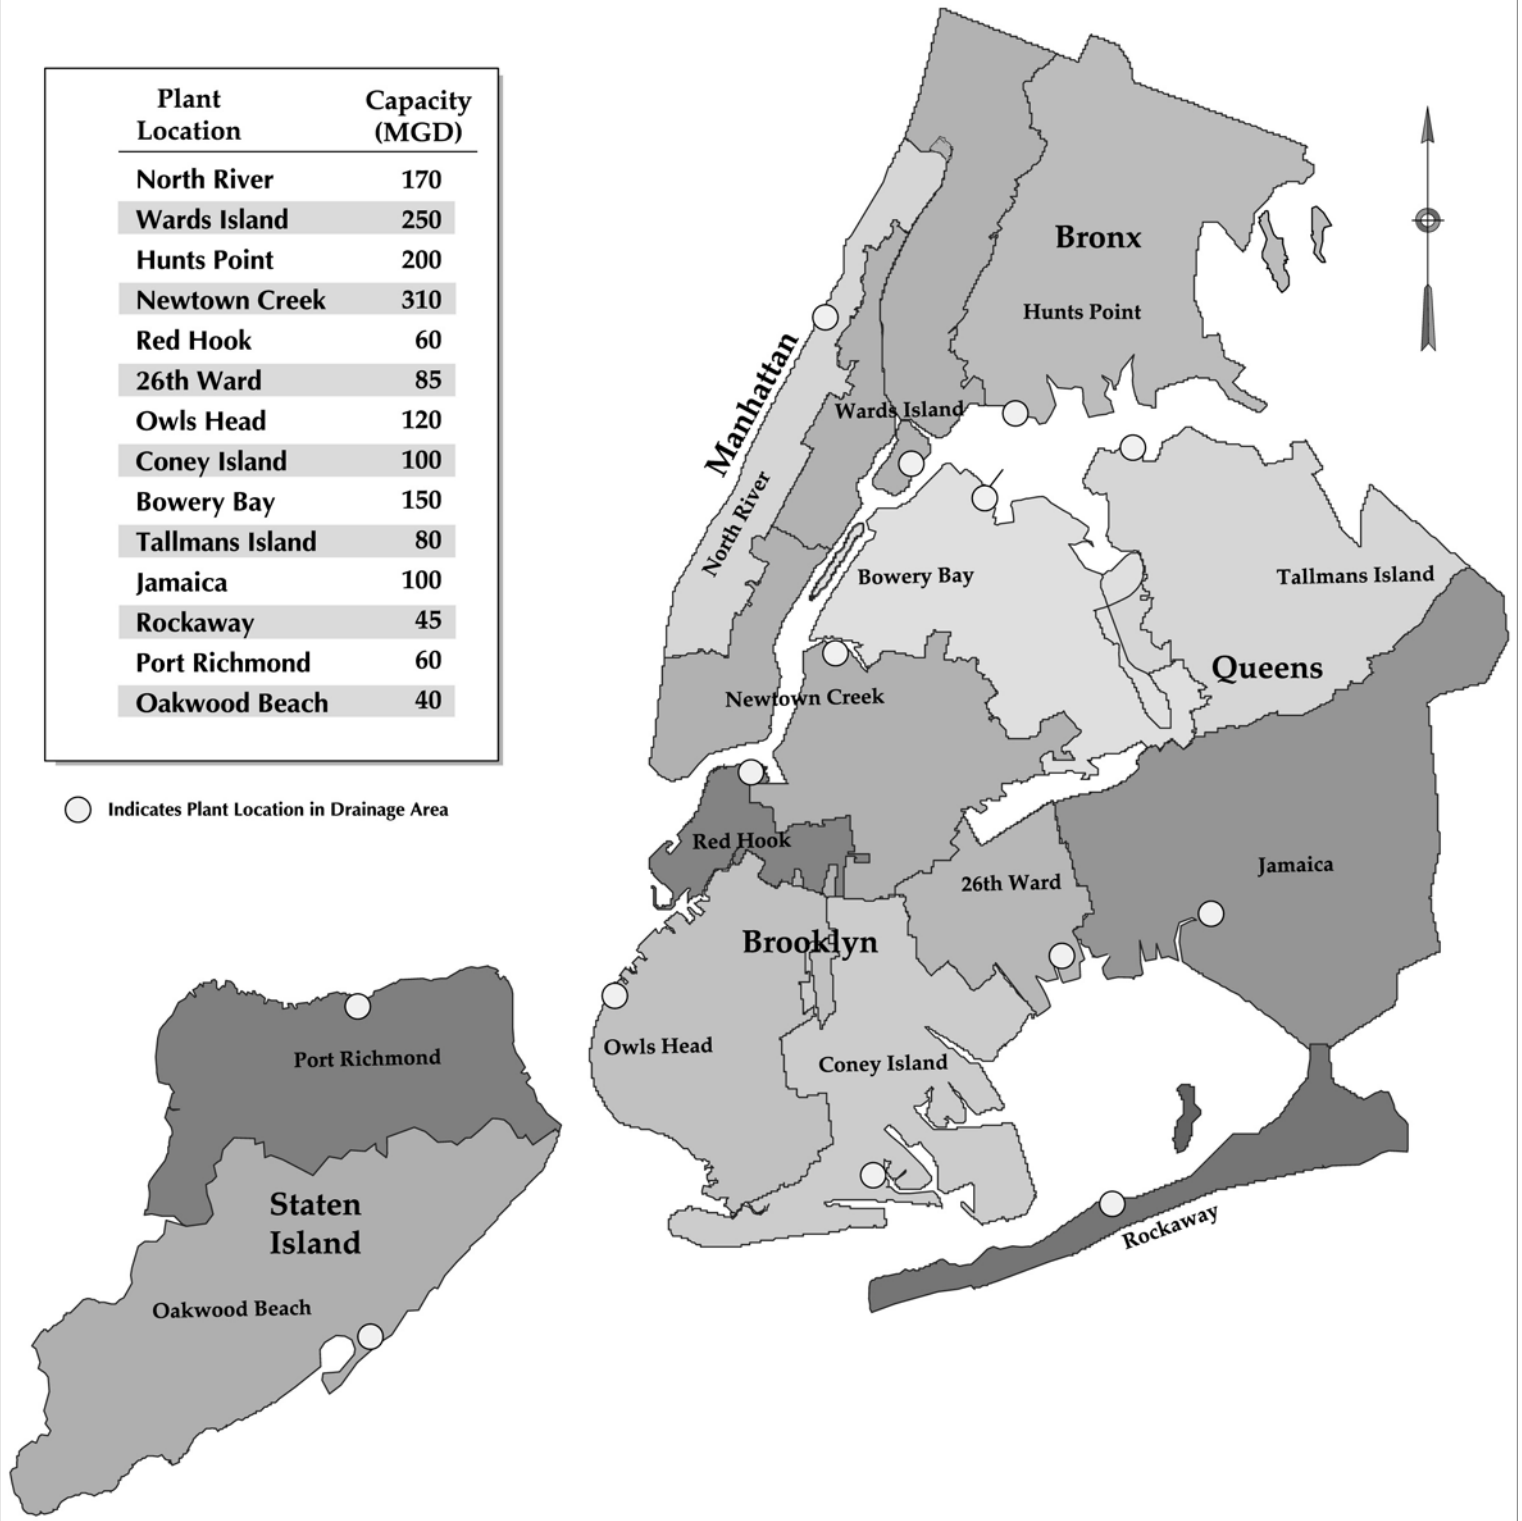 Plant Location Capacity (MGD)
North River 170
Wards Island 250
Hunts Point 200
Newtown Creek 310
Red Hook 60
26th Ward 85
Owls Head 120
Coney Island 100
Bowery Bay 150
Tallmans Island 80
Jamaica 100
Rockaway 45
Port Richmond 60
Oakwood Beach 40
Indicates Plant Location in Drainage Area
Bronx
Hunts Point
Manhattan
Wards Island
North River
Bowery Bay
Tallmans Island
Queens
Newtown Creek
Red Hook
26th Ward
Jamaica
Brooklyn
Owls Head
Coney Island
Port Richmond
Staten
Island
Rockaway
Oakwood Beach